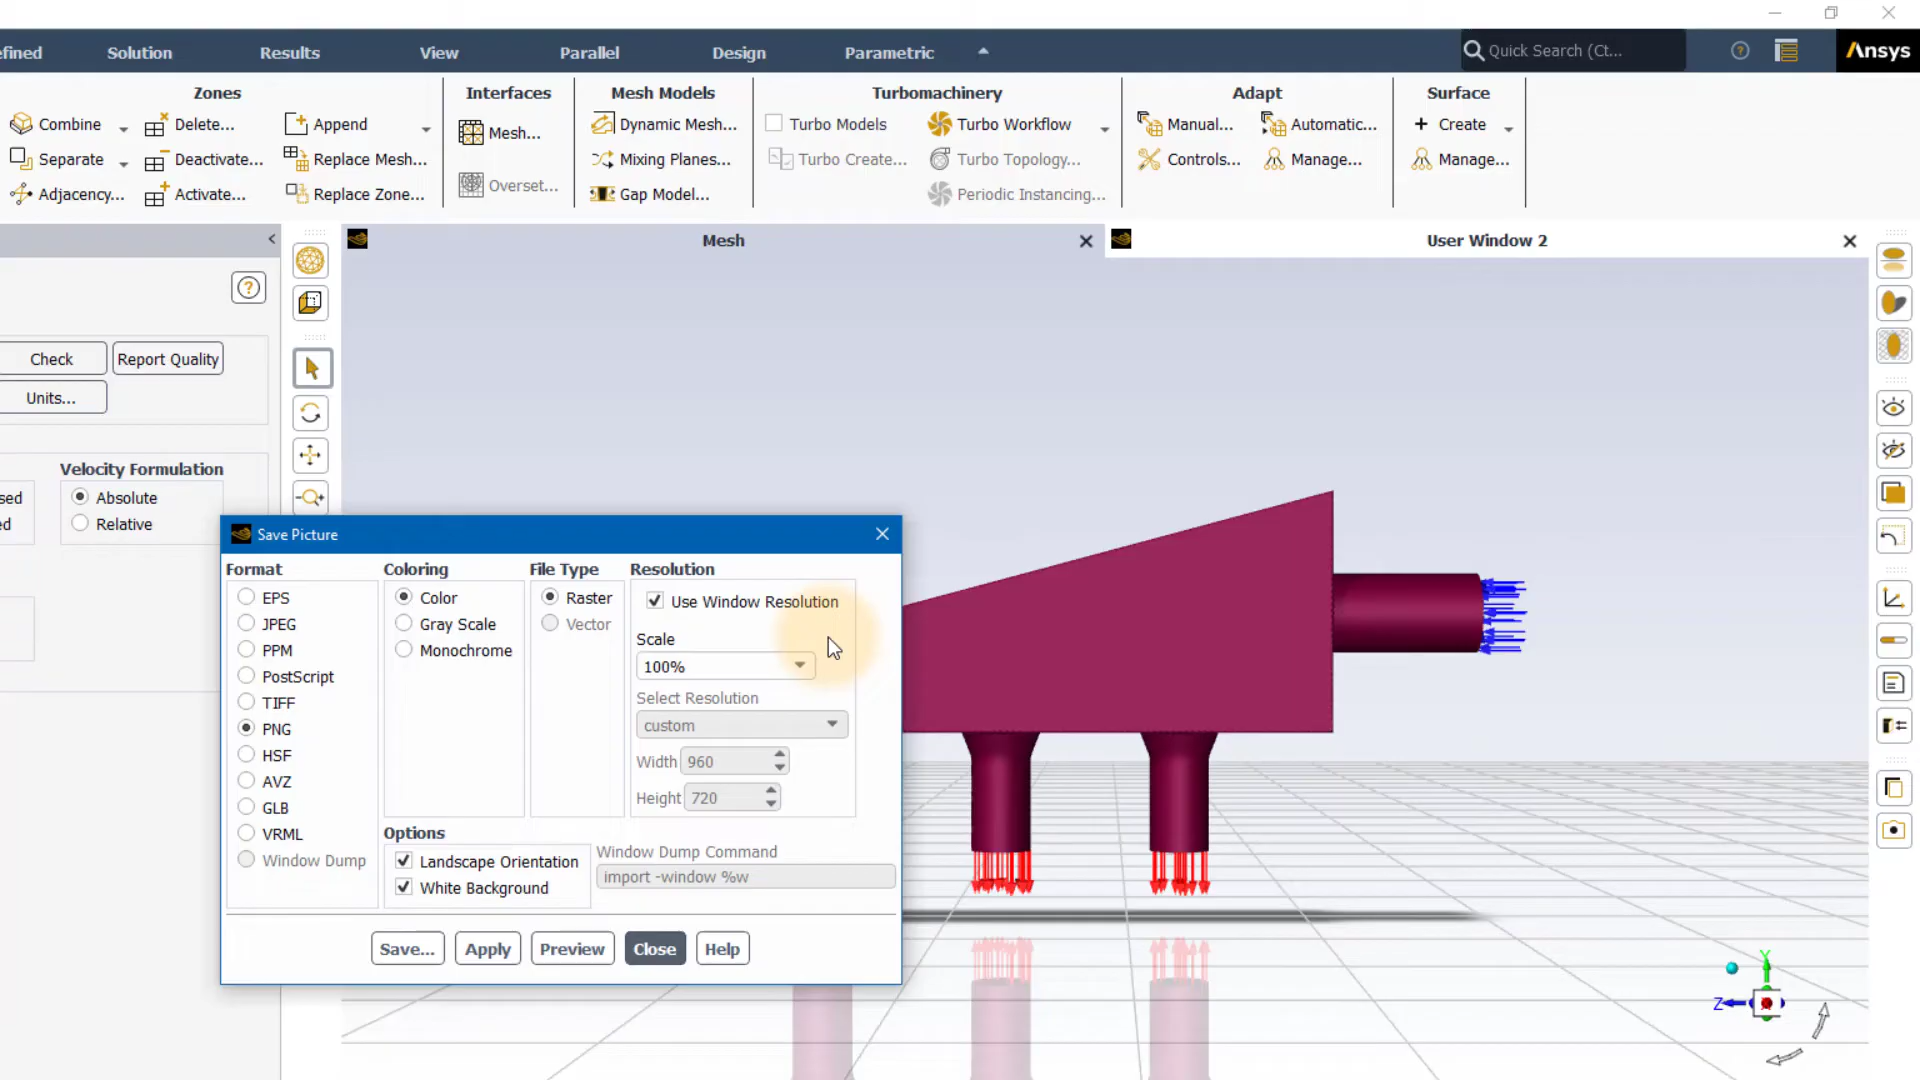 efined Solution Results View Parallel Design Parametric Quick Search (Ct... Ansys
Zones Interfaces Mesh Models Turbomachinery Adapt Surface
Combine Delete... Append Mesh... Dynamic Mesh... Turbo Models Turbo Workflow Manual... Automatic... + Create
Separate Deactivate... Replace Mesh... Overset... Mixing Planes... Turbo Create... Turbo Topology... Controls... Manage... Manage...
Adjacency... Activate... Replace Zone... Gap Model... Periodic Instancing...
Mesh User Window 2
Check Report Quality
Units...
Velocity Formulation
sed Absolute
d Relative
Save Picture
Format Coloring File Type Resolution
EPS Color Raster Use Window Resolution
JPEG Gray Scale Vector Scale
PPM Monochrome 100%
PostScript Select Resolution
TIFF custom
PNG Width 960
HSF Height 720
AVZ
GLB
VRML Options
Window Dump Landscape Orientation Window Dump Command
White Background import -window %w
Save... Apply Preview Close Help
Y
Z